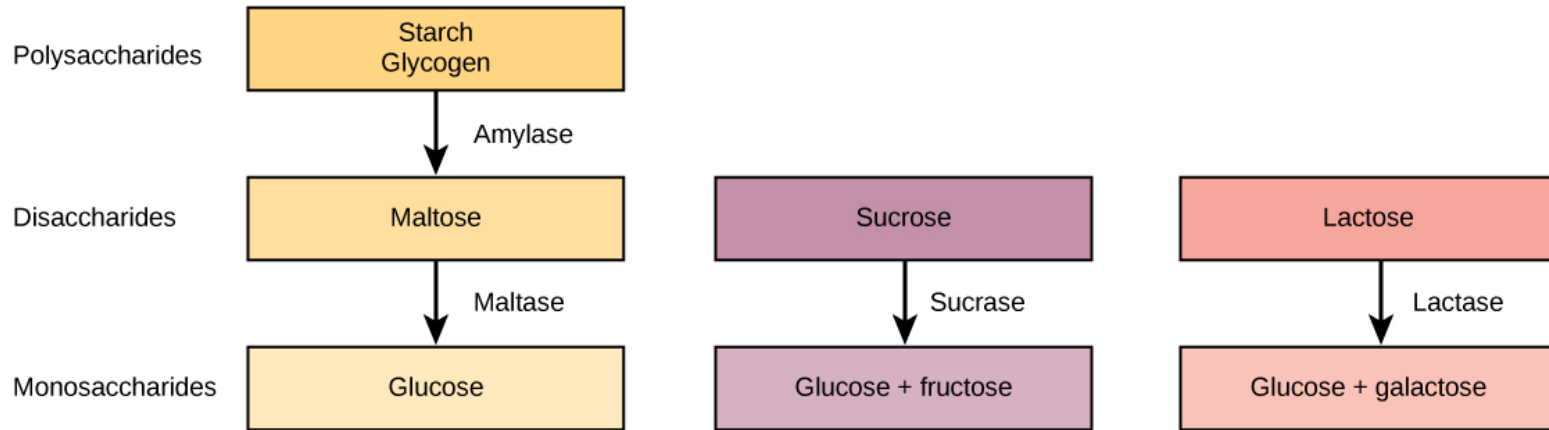 Polysaccharides
Starch
Glycogen
Amylase
Disaccharides
Maltose
Sucrose
Lactose
Maltase
Sucrase
Lactase
Monosaccharides
Glucose
Glucose + fructose
Glucose + galactose